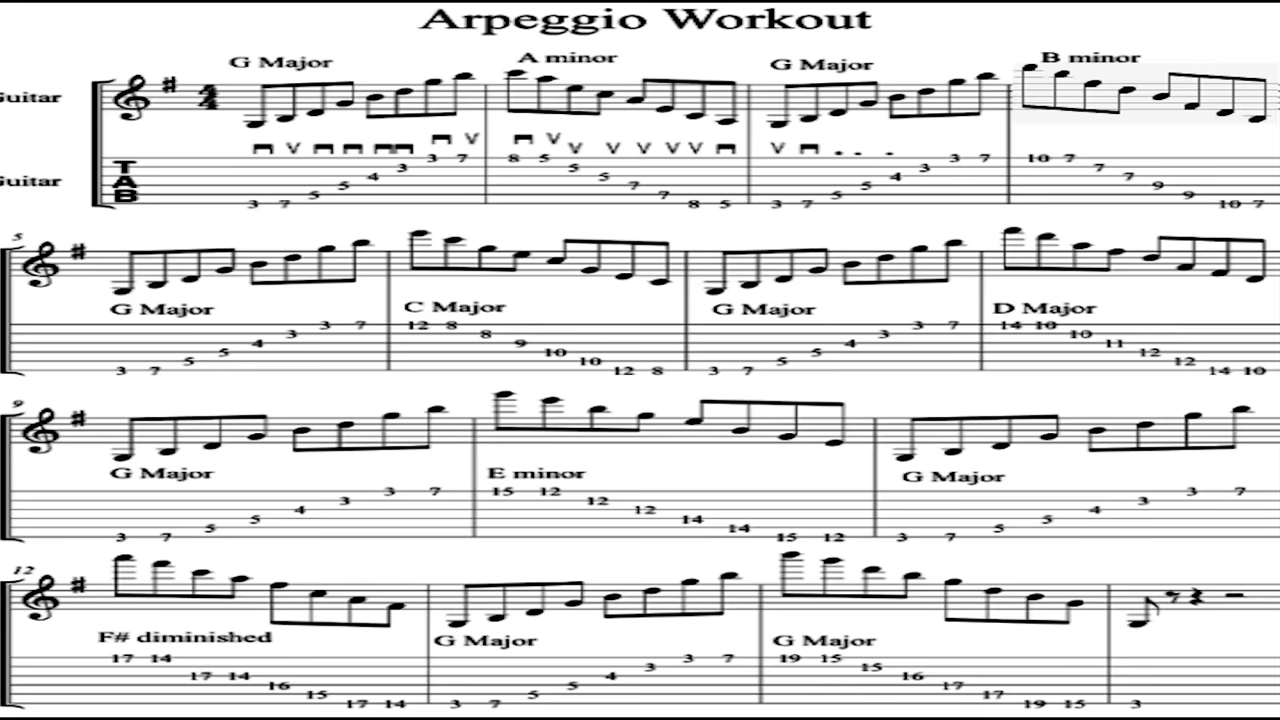 Arpeggio Workout
G Major A minor G Major B minor
Guitar 4 4
Guitar TAB 3 7 5 5 4 3 3 7 8 5 5 5 7 7 8 5 3 7 5 5 4 3 3 7 10 7 7 7 9 9 10 7
5
G Major C Major G Major D Major
3 7 5 5 4 3 3 7 12 8 8 9 10 10 12 8 3 7 5 5 4 3 3 7 14 10 10 11 12 12 14 10
9
G Major E minor G Major
3 7 5 5 4 3 3 7 15 12 12 12 14 14 15 12 3 7 5 5 4 3 3 7
12
F# diminished G Major G Major
17 14 17 14 16 15 17 14 3 7 5 5 4 3 3 7 19 15 15 16 17 17 19 15 3